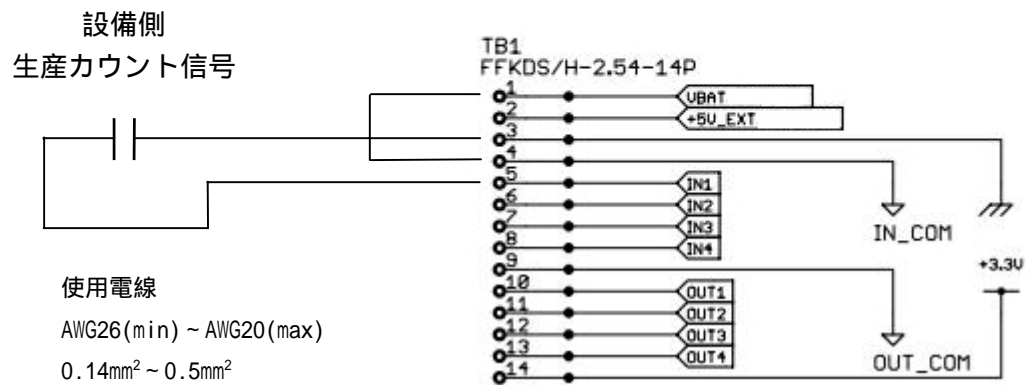 設備側
生産カウント信号
TB1
FFKDS/H-2.54-14P
1
VBAT
2
+5V_EXT
3
4
5
IN1
6
IN2
7
IN3
8
IN4
IN_COM
9
+3.3V
10
OUT1
11
OUT2
12
OUT3
13
OUT4
OUT_COM
14
使用電線
AWG26(min) ~ AWG20(max)
0.14mm² ~ 0.5mm²